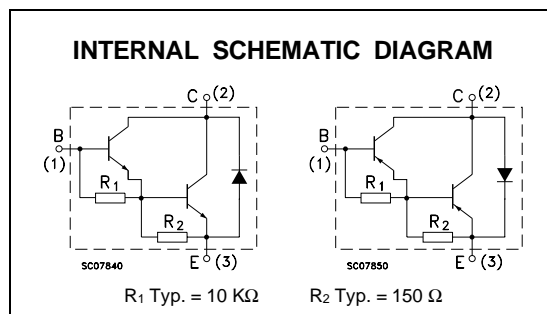 INTERNAL SCHEMATIC DIAGRAM
C (2)
B
(1)
R1
R2
SC07840
E (3)
C (2)
B
(1)
R1
R2
SC07850
E (3)
R1 Typ. = 10 KΩ R2 Typ. = 150 Ω